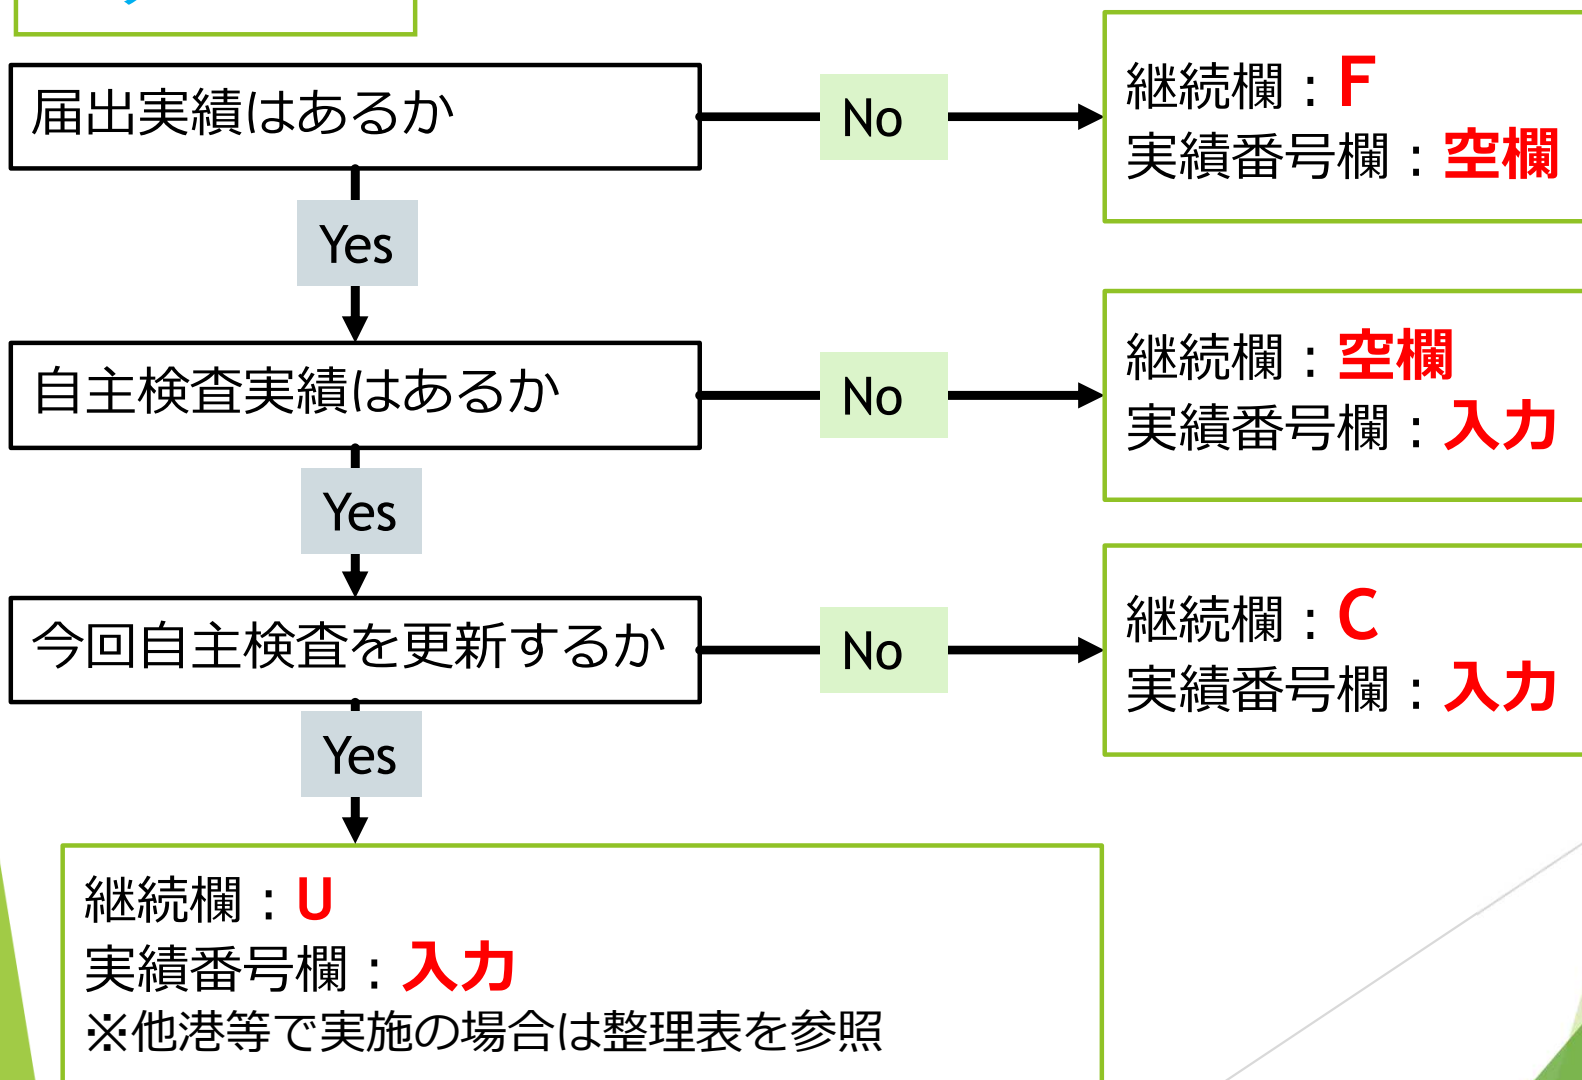 届出実績はあるか
No
継続欄：F
実績番号欄：空欄
Yes
自主検査実績はあるか
No
継続欄：空欄
実績番号欄：入力
Yes
今回自主検査を更新するか
No
継続欄：C
実績番号欄：入力
Yes
継続欄：U
実績番号欄：入力
※他港等で実施の場合は整理表を参照